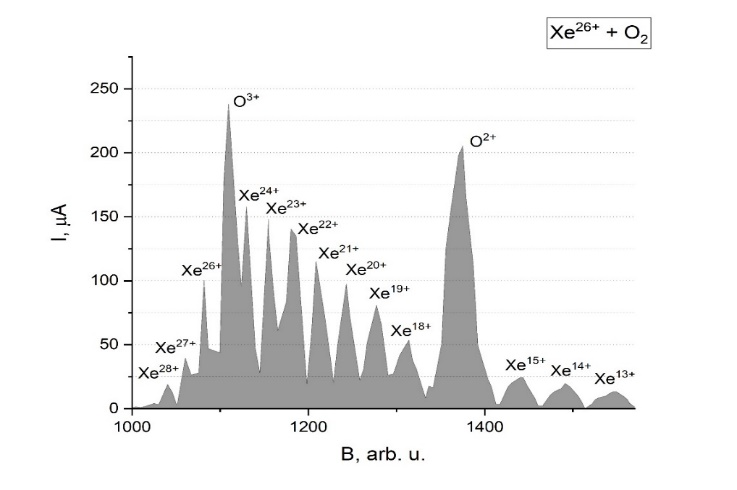 Xe²⁶⁺ + O₂
250
200
150
100
50
0
I, μA
Xe²⁸⁺
Xe²⁷⁺
Xe²⁶⁺
O³⁺
Xe²⁴⁺
Xe²³⁺
Xe²²⁺
Xe²¹⁺
Xe²⁰⁺
Xe¹⁹⁺
Xe¹⁸⁺
O²⁺
Xe¹⁵⁺
Xe¹⁴⁺
Xe¹³⁺
1000 1200 1400
B, arb. u.